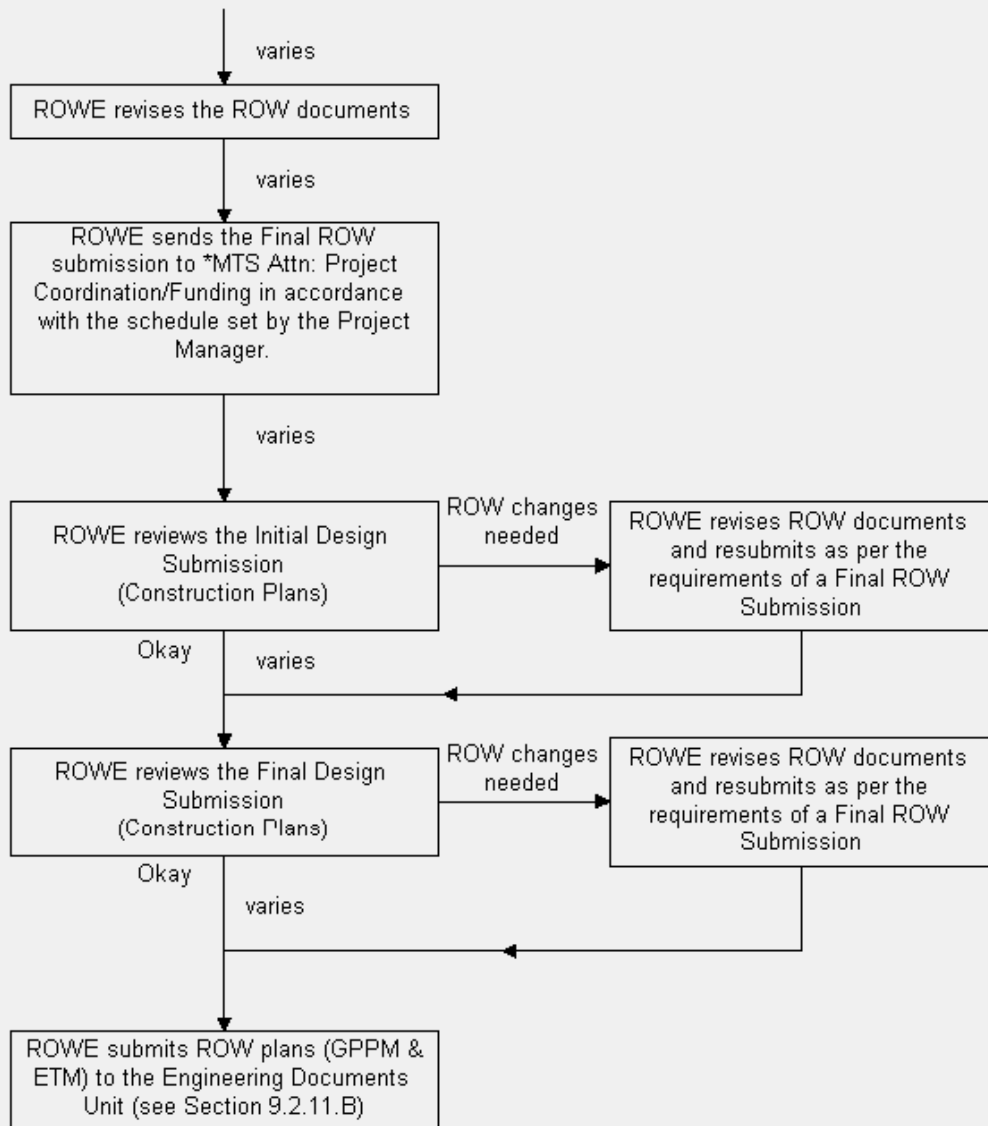 varies
ROWE revises the ROW documents
varies
ROWE sends the Final ROW
submission to *MTS Attn: Project
Coordination/Funding in accordance
with the schedule set by the Project
Manager.
varies
ROWE reviews the Initial Design
Submission
(Construction Plans)
ROW changes
needed
ROWE revises ROW documents
and resubmits as per the
requirements of a Final ROW
Submission
Okay
varies
ROWE reviews the Final Design
Submission
(Construction Plans)
ROW changes
needed
ROWE revises ROW documents
and resubmits as per the
requirements of a Final ROW
Submission
Okay
varies
ROWE submits ROW plans (GPPM &
ETM) to the Engineering Documents
Unit (see Section 9.2.11.B)